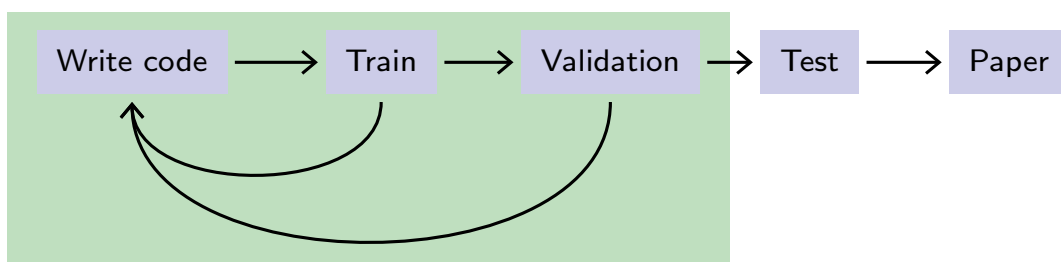 Write code
Train
Validation
Test
Paper